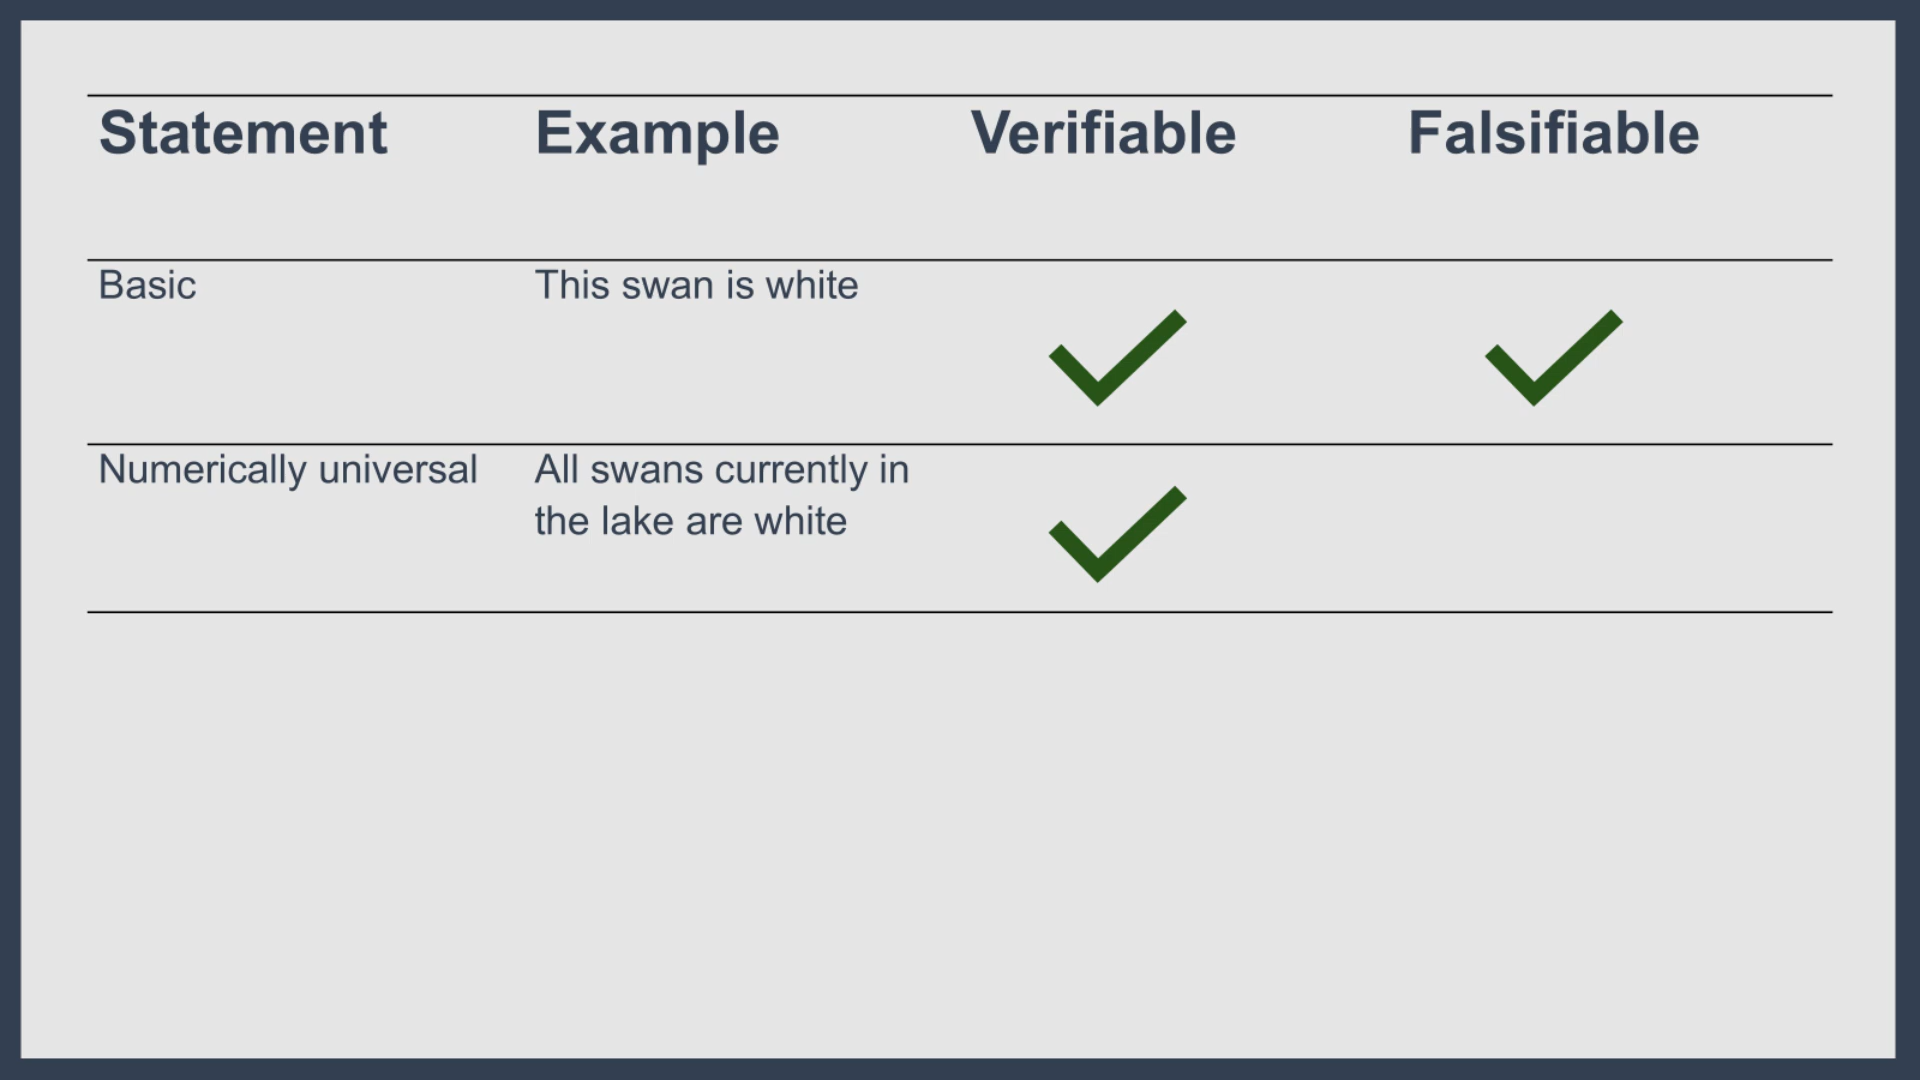 Statement Example Verifiable Falsifiable
Basic This swan is white
Numerically universal All swans currently in
the lake are white